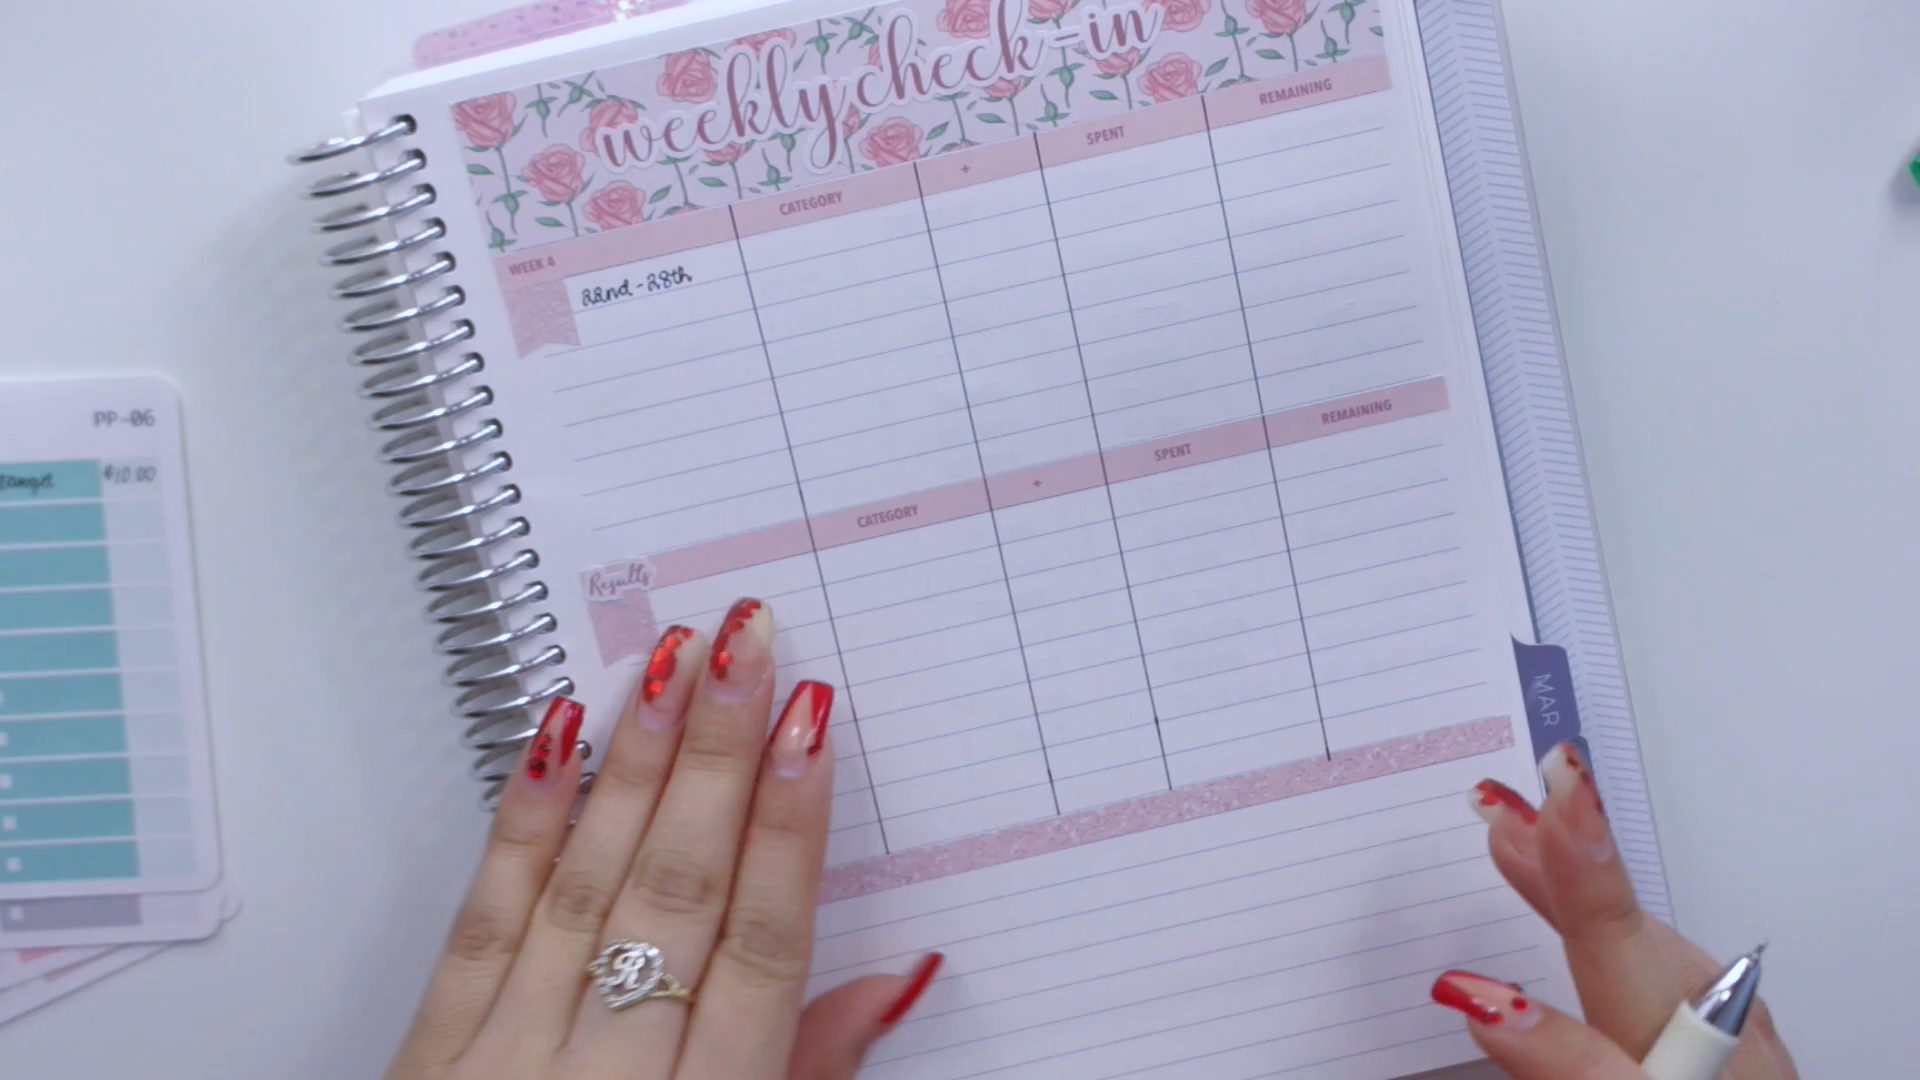 weekly check-in
WEEK 4 CATEGORY + SPENT REMAINING
22nd-28th
Results CATEGORY + SPENT REMAINING
MAR
PP-06
Target $10.00